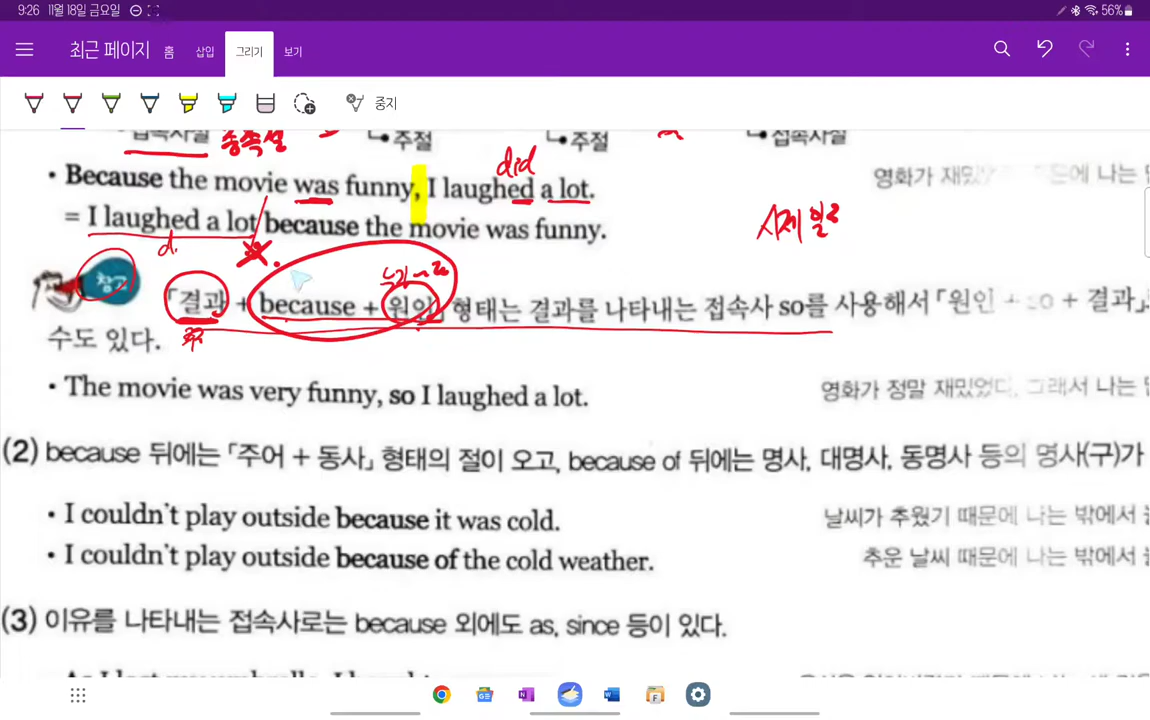 9:26 11월 18일 금요일 56%
최근 페이지 홈 삽입 그리기 보기
중지
접속사절 종속절 주절 주절 접속사절
did
• Because the movie was funny, I laughed a lot. 영화가 재밌었기 때문에 나는
= I laughed a lot because the movie was funny.
시제 일
참고 「결과 + because + 원인」 형태는 결과를 나타내는 접속사 so를 사용해서 「원인 + so + 결과」
수도 있다. 주
• The movie was very funny, so I laughed a lot. 영화가 정말 재밌었다, 그래서 나는
(2) because 뒤에는 「주어 + 동사」 형태의 절이 오고, because of 뒤에는 명사, 대명사, 동명사 등의 명사(구)가
• I couldn't play outside because it was cold. 날씨가 추웠기 때문에 나는 밖에서
• I couldn't play outside because of the cold weather. 추운 날씨 때문에 나는 밖에서
(3) 이유를 나타내는 접속사로는 because 외에도 as, since 등이 있다.